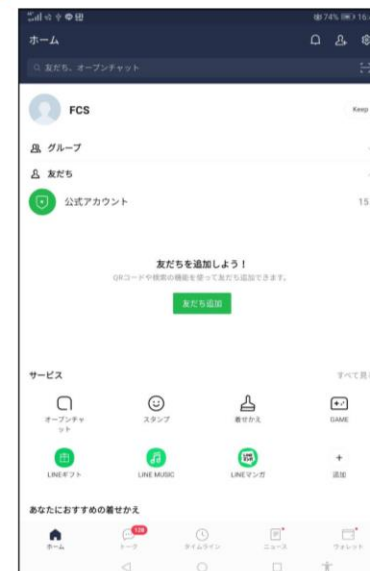 74% 16:
ホーム
友だち、オープンチャット
FCS
Keep
グループ
友だち
公式アカウント
15
友だちを追加しよう！
QRコードや検索の機能を使って友だち追加できます。
友だち追加
サービス
すべて見
オープンチャット
スタンプ
着せかえ
GAME
LINEギフト
LINE MUSIC
LINEマンガ
追加
あなたにおすすめの着せかえ
ホーム
トーク
タイムライン
ニュース
ウォレット